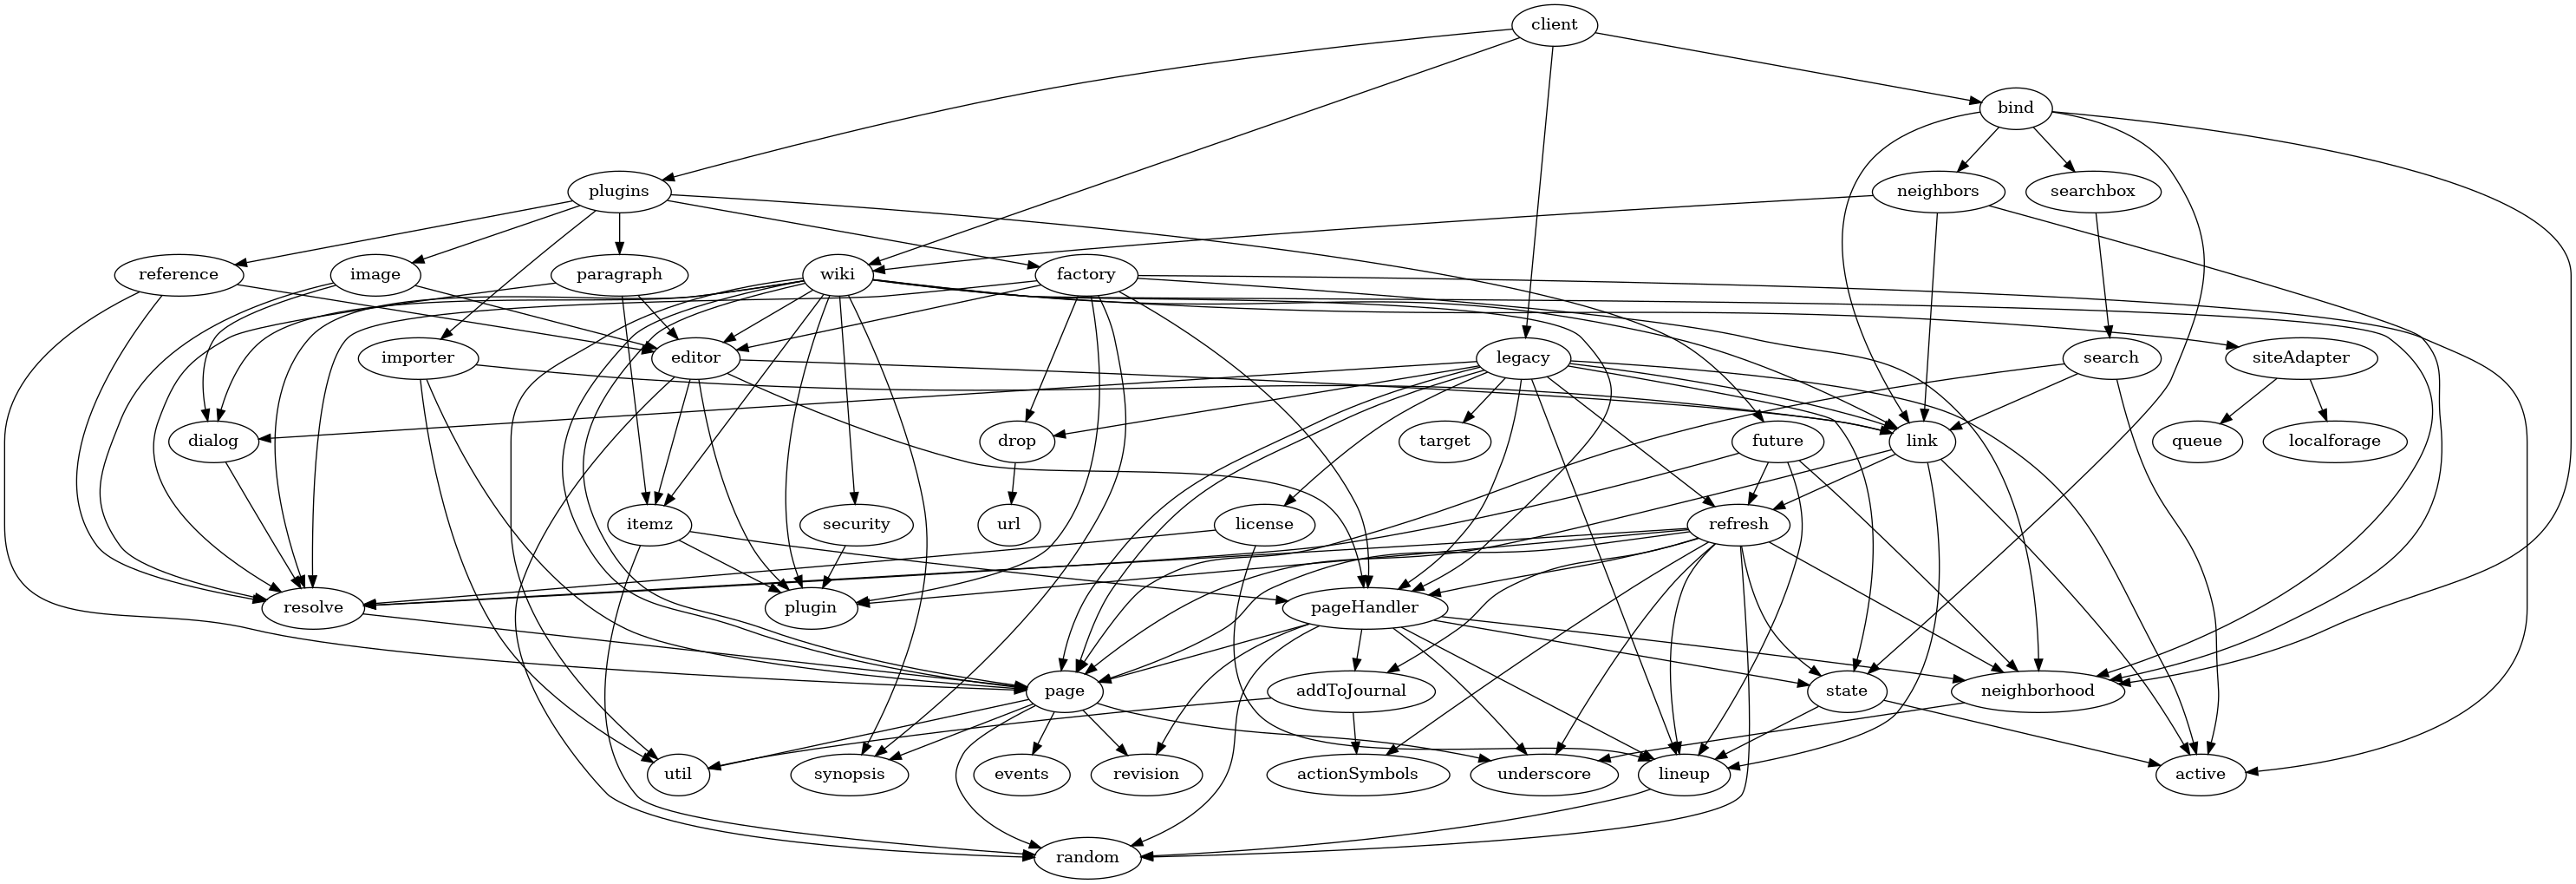 client
bind
plugins
neighbors
searchbox
reference
image
paragraph
wiki
factory
importer
editor
legacy
search
siteAdapter
dialog
drop
target
future
link
queue
localforage
itemz
security
url
license
refresh
resolve
plugin
pageHandler
page
addToJournal
state
neighborhood
util
synopsis
events
revision
actionSymbols
underscore
lineup
active
random